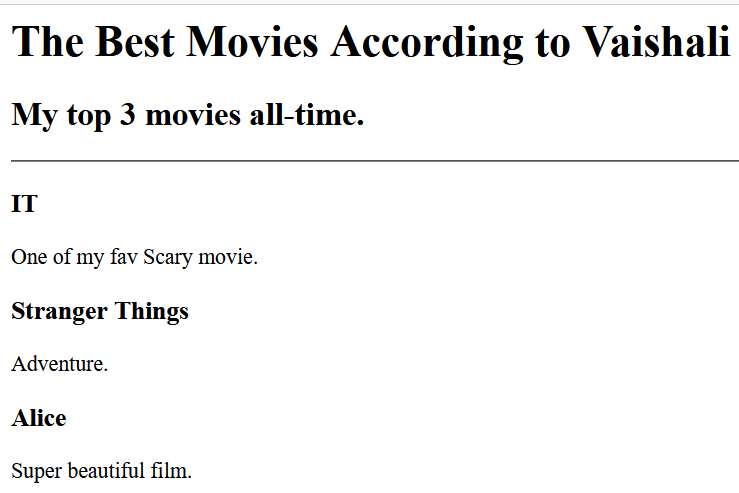 The Best Movies According to Vaishali
My top 3 movies all-time.
IT
One of my fav Scary movie.
Stranger Things
Adventure.
Alice
Super beautiful film.